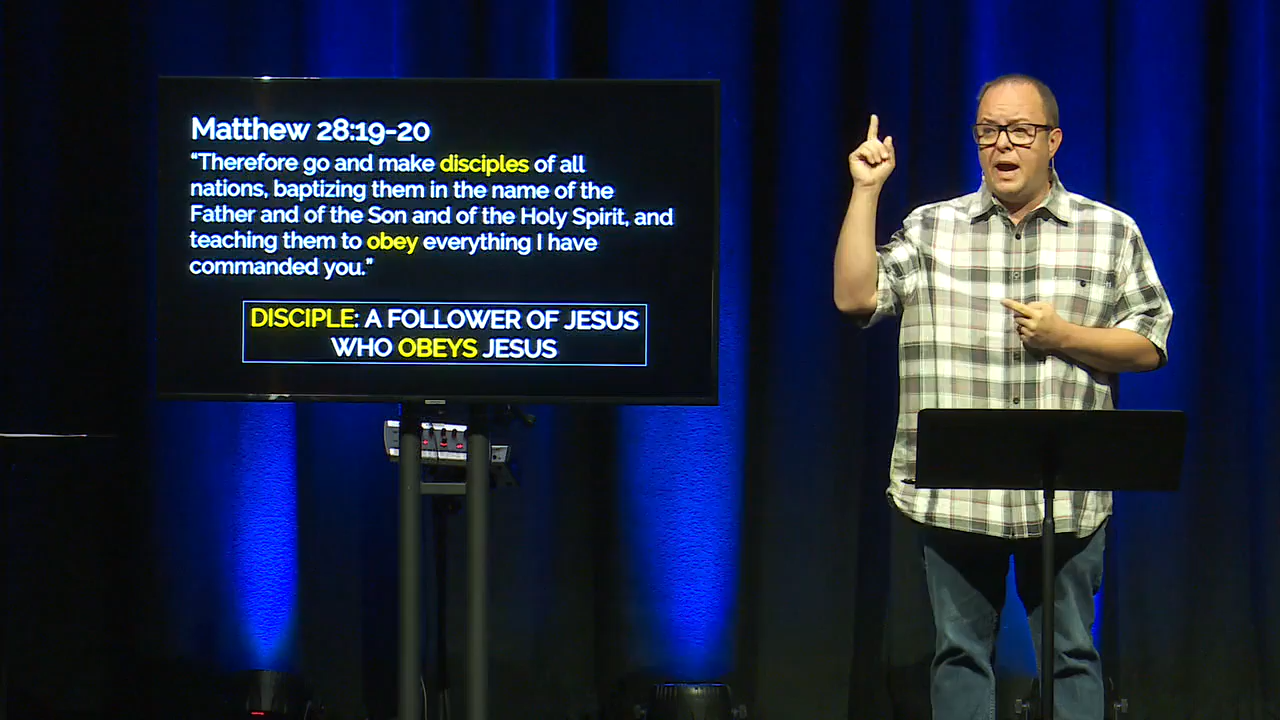 Matthew 28:19-20
“Therefore go and make disciples of all
nations, baptizing them in the name of the
Father and of the Son and of the Holy Spirit, and
teaching them to obey everything I have
commanded you.”
DISCIPLE: A FOLLOWER OF JESUS
WHO OBEYS JESUS